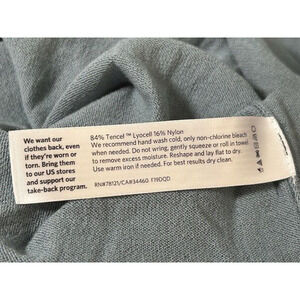 We want our
clothes back, even
if they're worn or
torn. Bring them
to our US stores
and support our
take-back program.
84% Tencel™ Lyocell 16% Nylon
We recommend hand wash cold, only non-chlorine bleach
when needed. Do not wring, gently squeeze or roll in towel
to remove excess moisture. Reshape and lay flat to dry.
Use warm iron if needed. For best results dry clean.
RN#78121/CA#34460 F19DQD